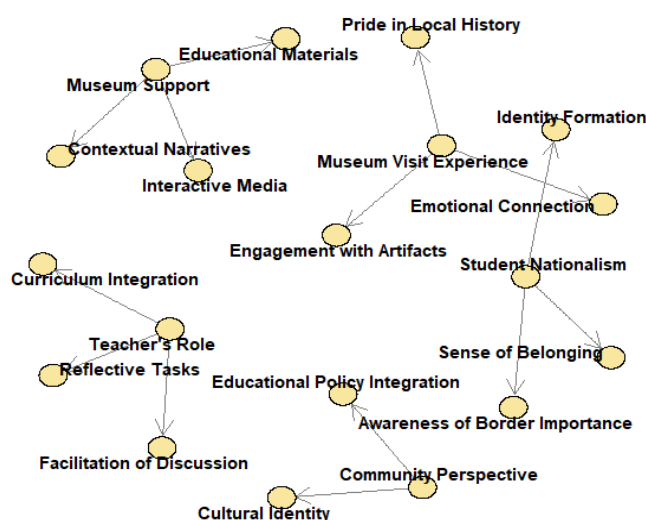 Pride in Local History
Educational Materials
Museum Support
Identity Formation
Contextual Narratives
Museum Visit Experience
Interactive Media
Emotional Connection
Engagement with Artifacts
Student Nationalism
Curriculum Integration
Teacher's Role
Sense of Belonging
Reflective Tasks
Educational Policy Integration
Awareness of Border Importance
Facilitation of Discussion
Community Perspective
Cultural Identity